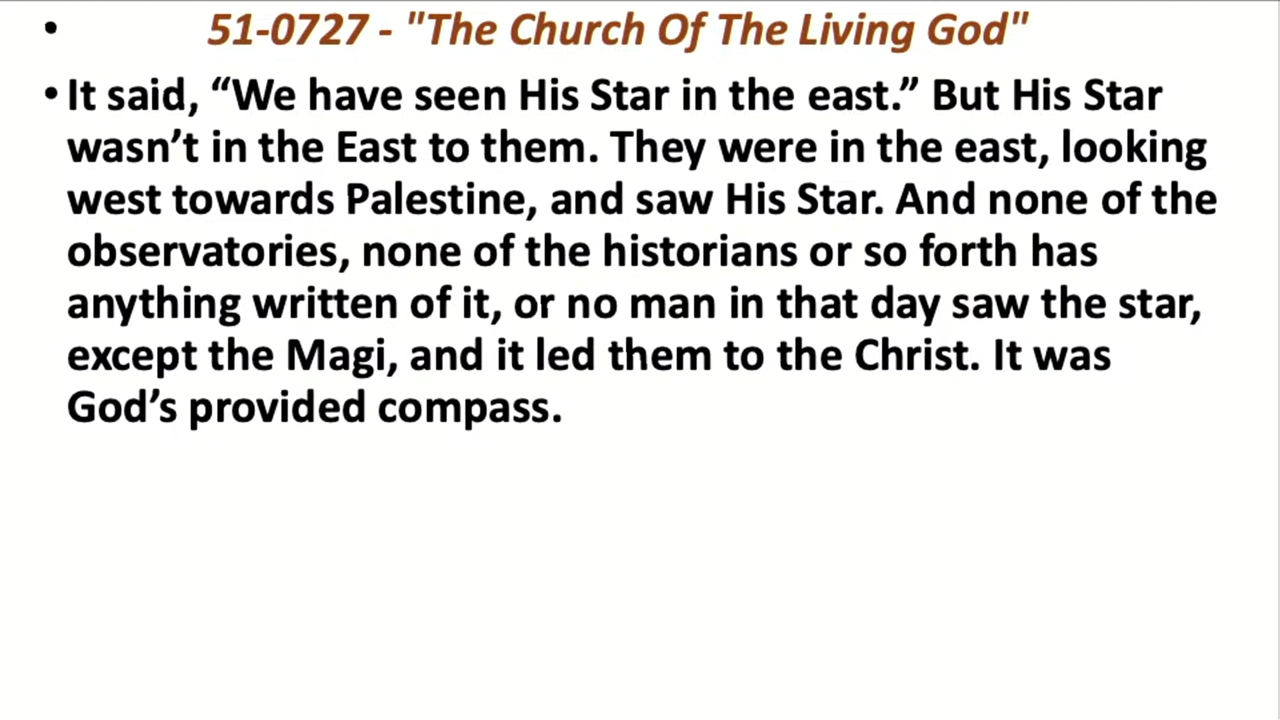 • 51-0727 - "The Church Of The Living God"
• It said, “We have seen His Star in the east.” But His Star
wasn’t in the East to them. They were in the east, looking
west towards Palestine, and saw His Star. And none of the
observatories, none of the historians or so forth has
anything written of it, or no man in that day saw the star,
except the Magi, and it led them to the Christ. It was
God’s provided compass.